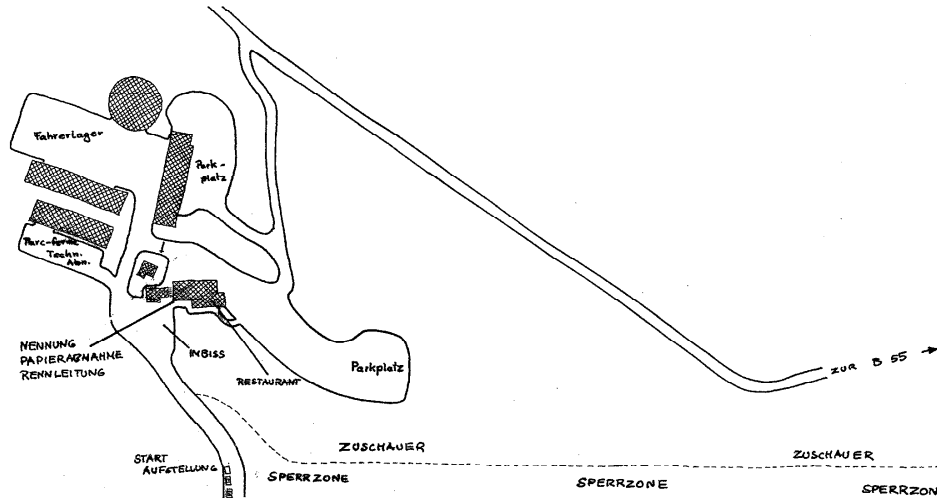 Fahrerlager
Park-
platz
Parc-fermé
Techn.
Abn.
NENNUNG
PAPIERABNAHME
RENNLEITUNG
INBISS
RESTAURANT
Parkplatz
ZUR B 55
START
AUFSTELLUNG
ZUSCHAUER
ZUSCHAUER
SPERRZONE
SPERRZONE
SPERRZON